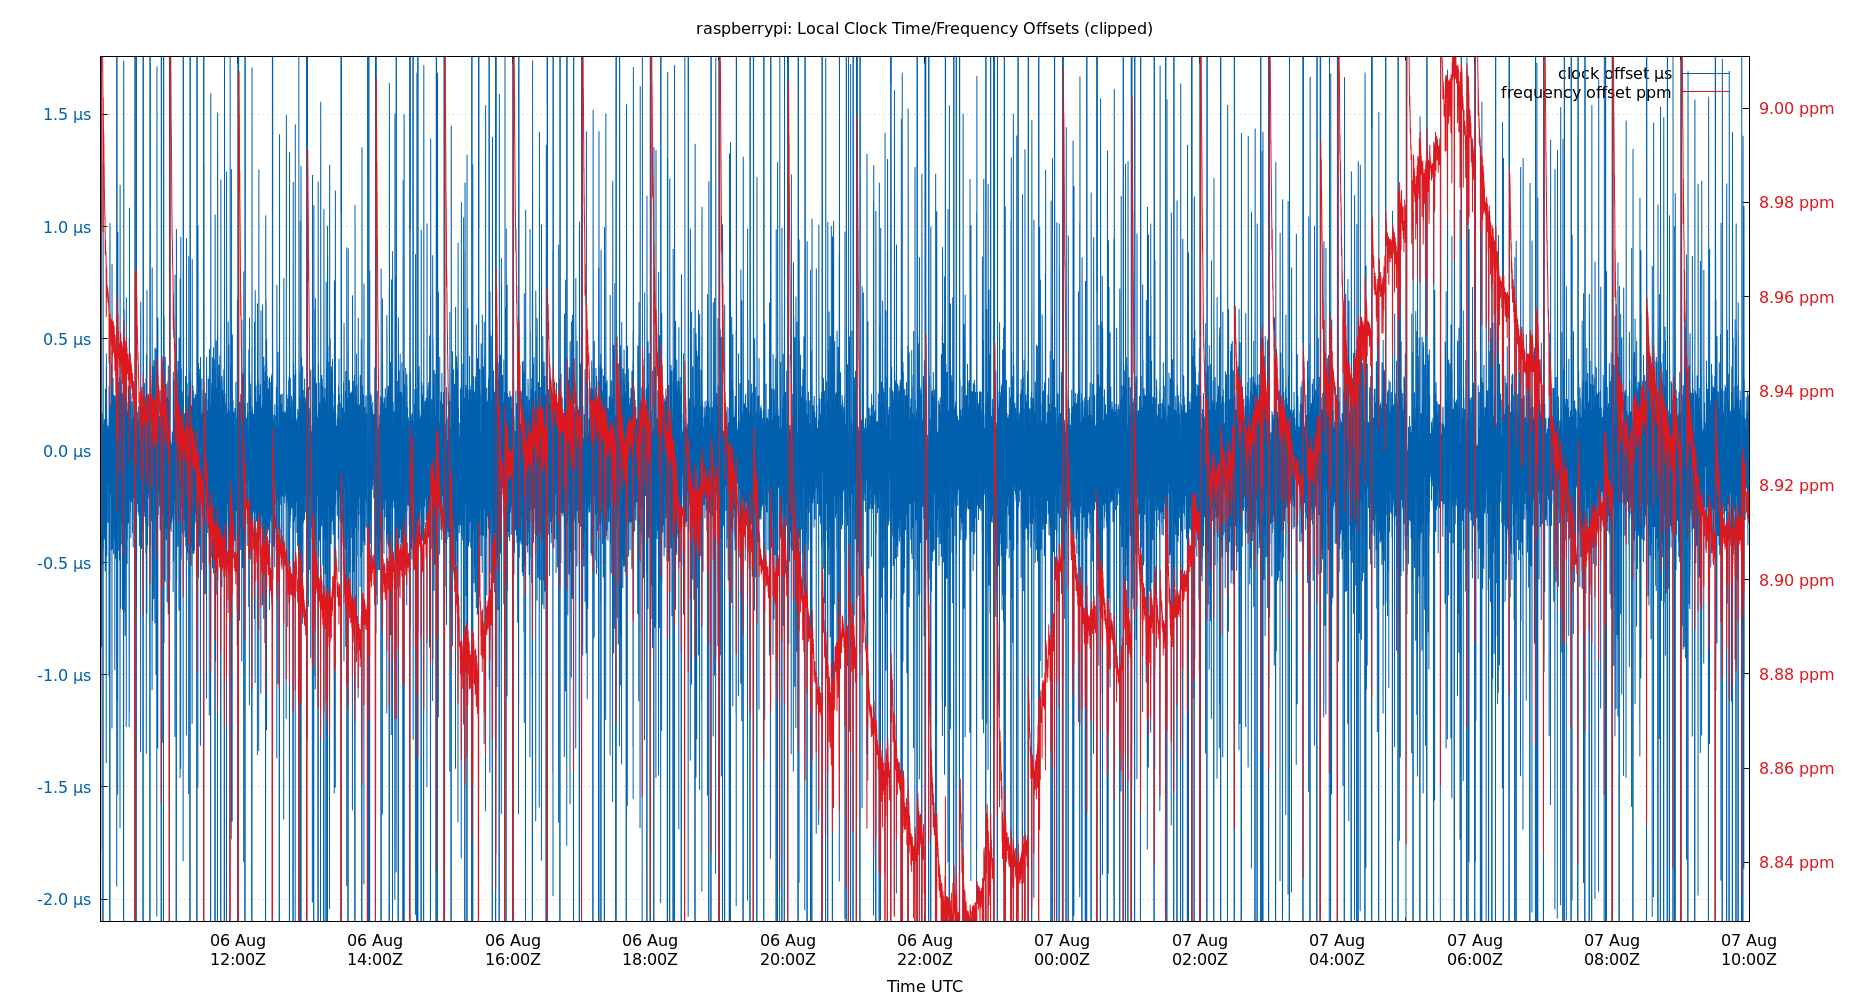 raspberrypi: Local Clock Time/Frequency Offsets (clipped)
clock offset µs
frequency offset ppm
1.5 µs
1.0 µs
0.5 µs
0.0 µs
-0.5 µs
-1.0 µs
-1.5 µs
-2.0 µs
9.00 ppm
8.98 ppm
8.96 ppm
8.94 ppm
8.92 ppm
8.90 ppm
8.88 ppm
8.86 ppm
8.84 ppm
06 Aug 06 Aug 06 Aug 06 Aug 06 Aug 06 Aug 07 Aug 07 Aug 07 Aug 07 Aug 07 Aug 07 Aug
12:00Z 14:00Z 16:00Z 18:00Z 20:00Z 22:00Z 00:00Z 02:00Z 04:00Z 06:00Z 08:00Z 10:00Z
Time UTC